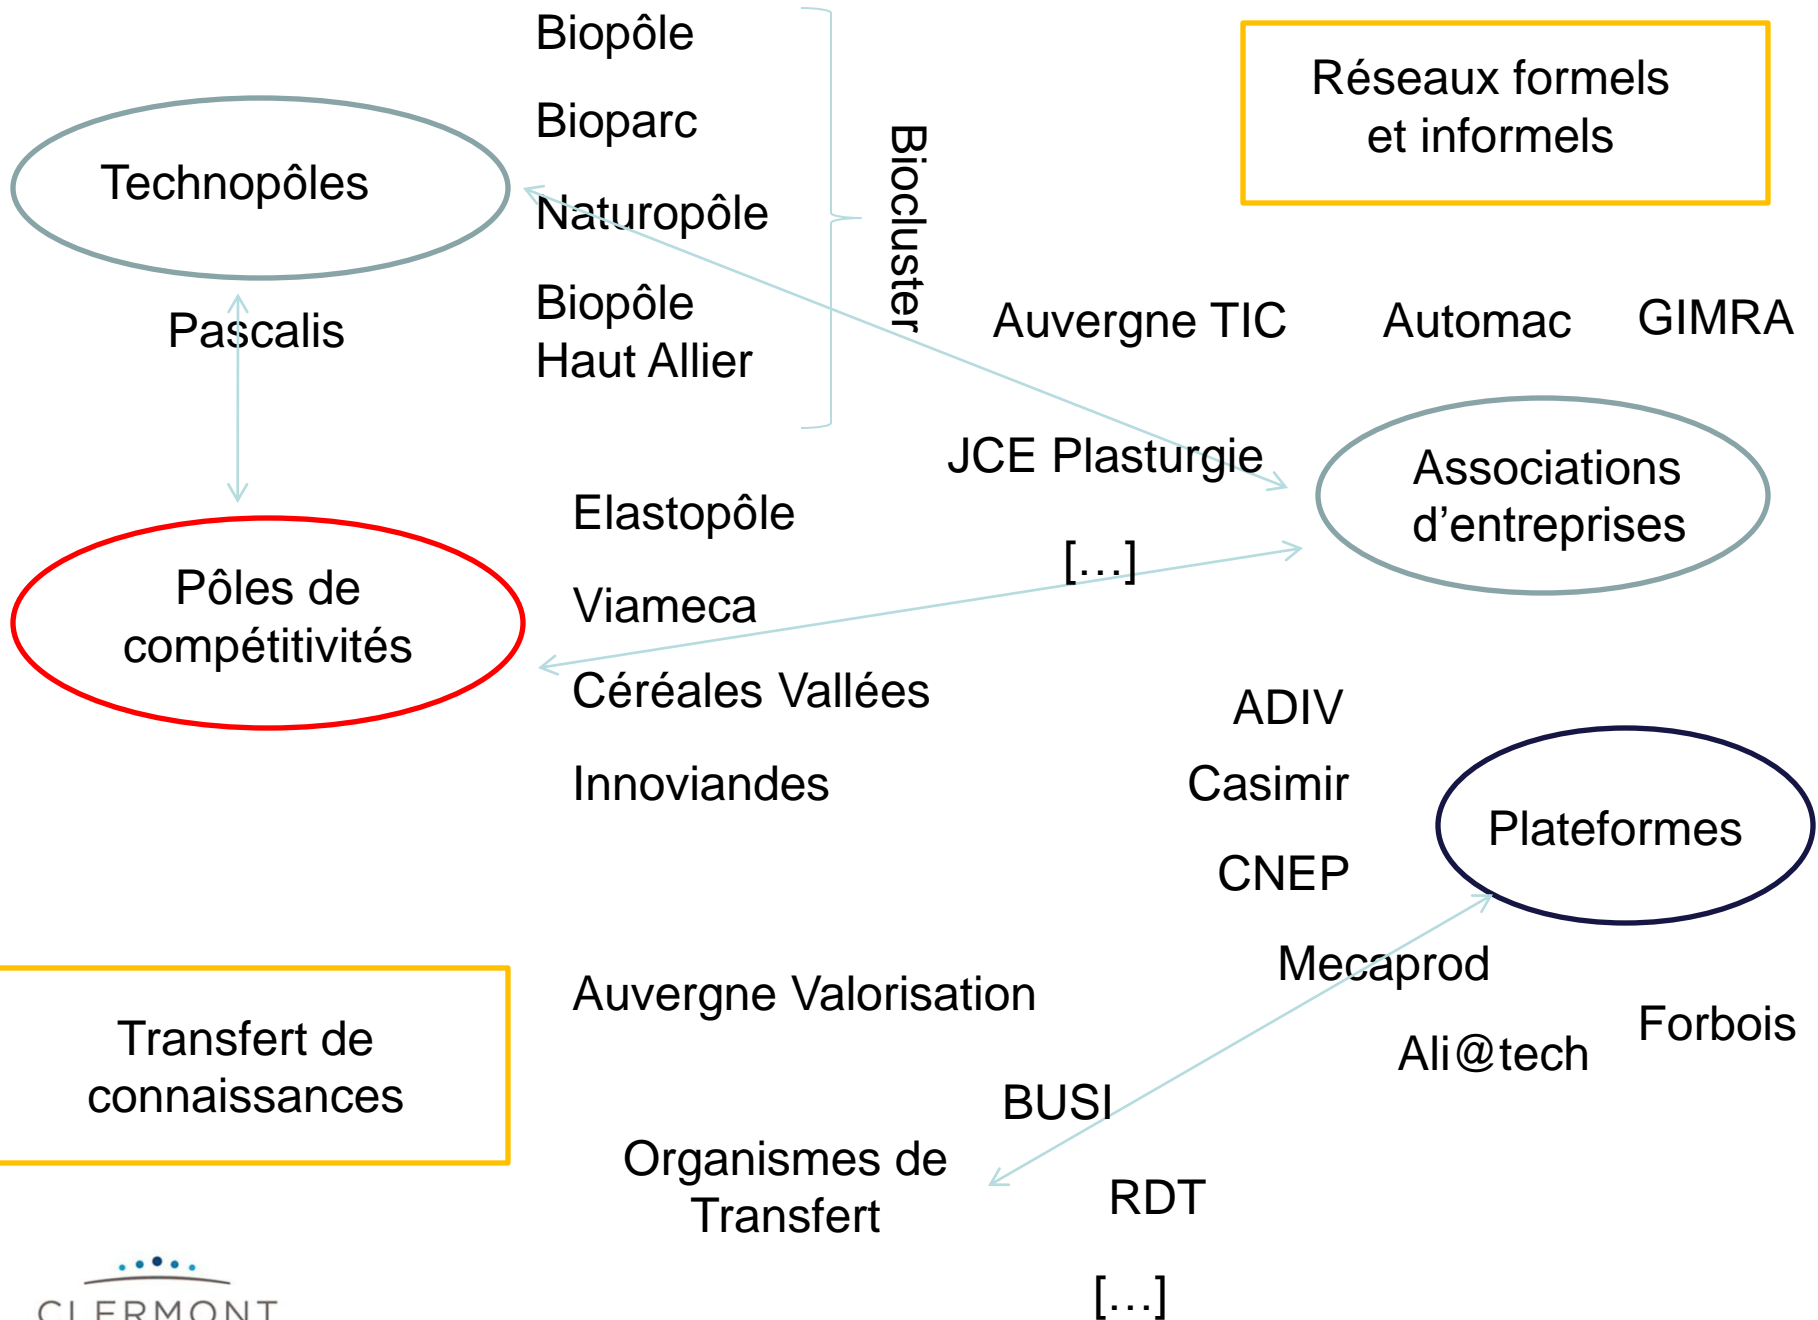 Biopôle
Bioparc
Naturopôle
Biopôle
Haut Allier
Biocluster
Réseaux formels
et informels
Technopôles
Pascalis
Auvergne TIC
Automac
GIMRA
JCE Plasturgie
Associations
d’entreprises
[…]
Elastopôle
Viameca
Céréales Vallées
Innoviandes
Pôles de
compétitivités
ADIV
Casimir
CNEP
Plateformes
Mecaprod
Ali@tech
Forbois
Transfert de
connaissances
Auvergne Valorisation
BUSI
Organismes de
Transfert
RDT
[…]
CLERMONT